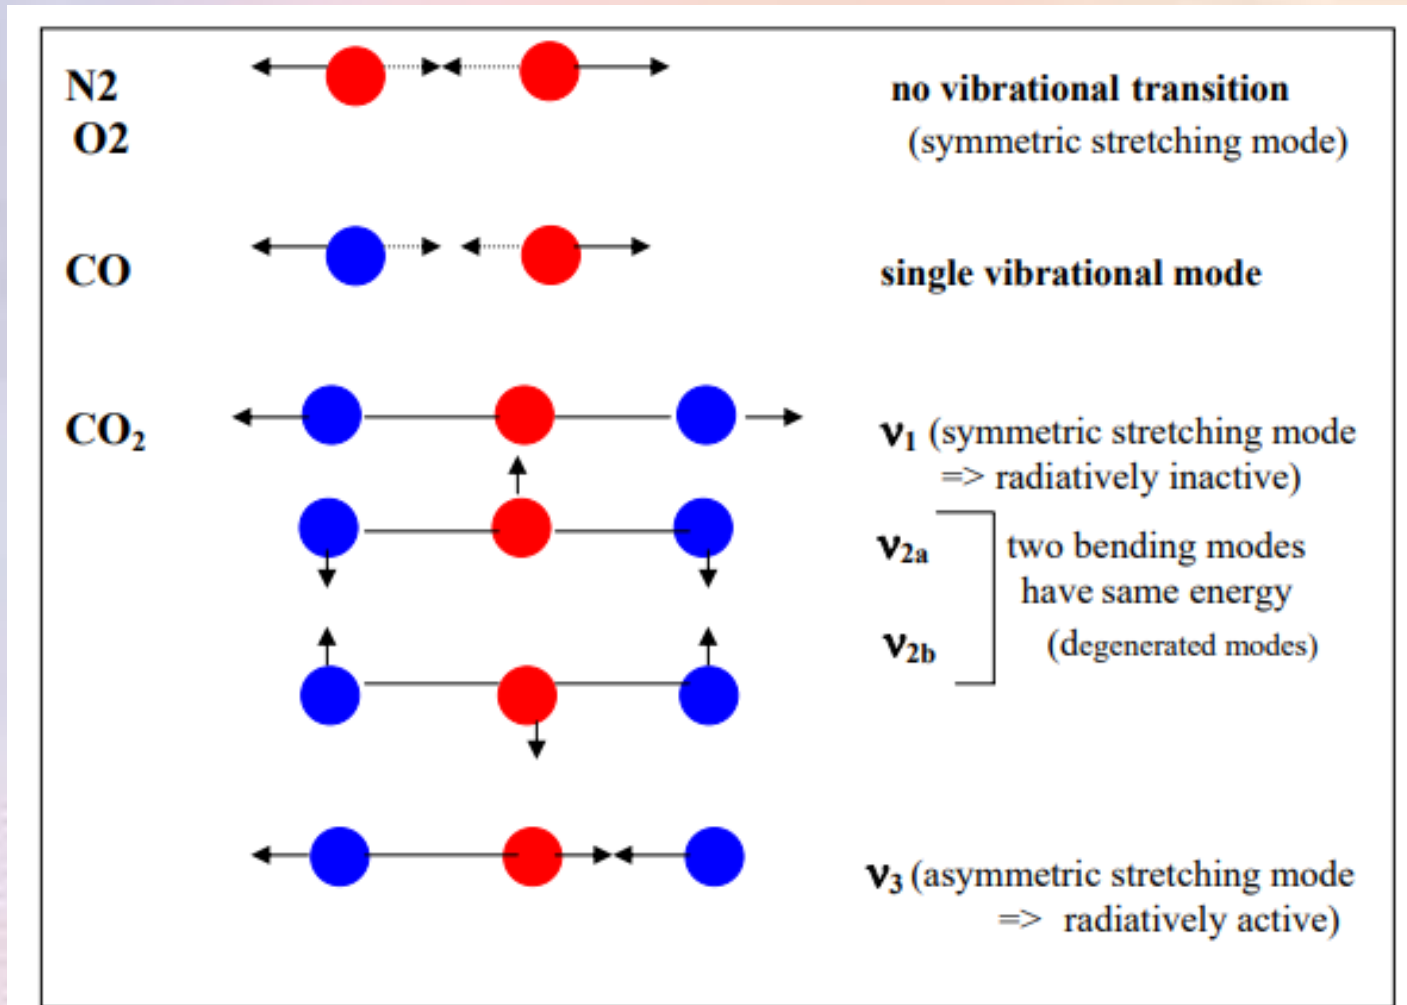 N2 no vibrational transition
O2 (symmetric stretching mode)
CO single vibrational mode
CO₂ ν₁ (symmetric stretching mode
=> radiatively inactive)
ν₂ₐ two bending modes
have same energy
ν2b (degenerated modes)
ν₃ (asymmetric stretching mode
=> radiatively active)